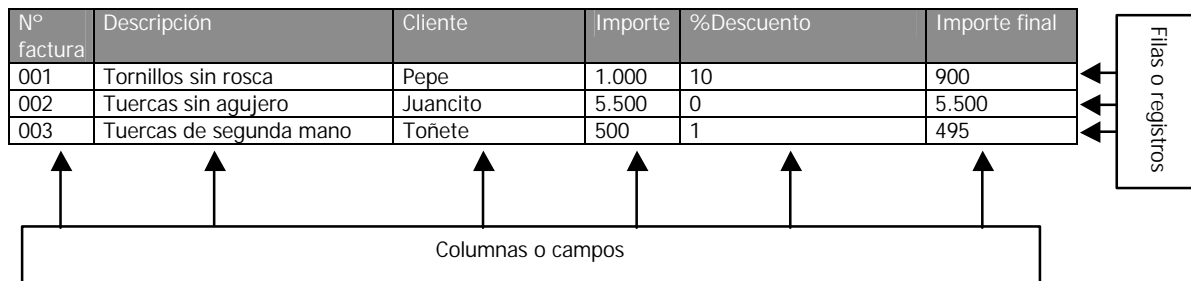 Nº factura Descripción Cliente Importe %Descuento Importe final
001 Tornillos sin rosca Pepe 1.000 10 900
002 Tuercas sin agujero Juancito 5.500 0 5.500
003 Tuercas de segunda mano Toñete 500 1 495
Filas o registros
Columnas o campos